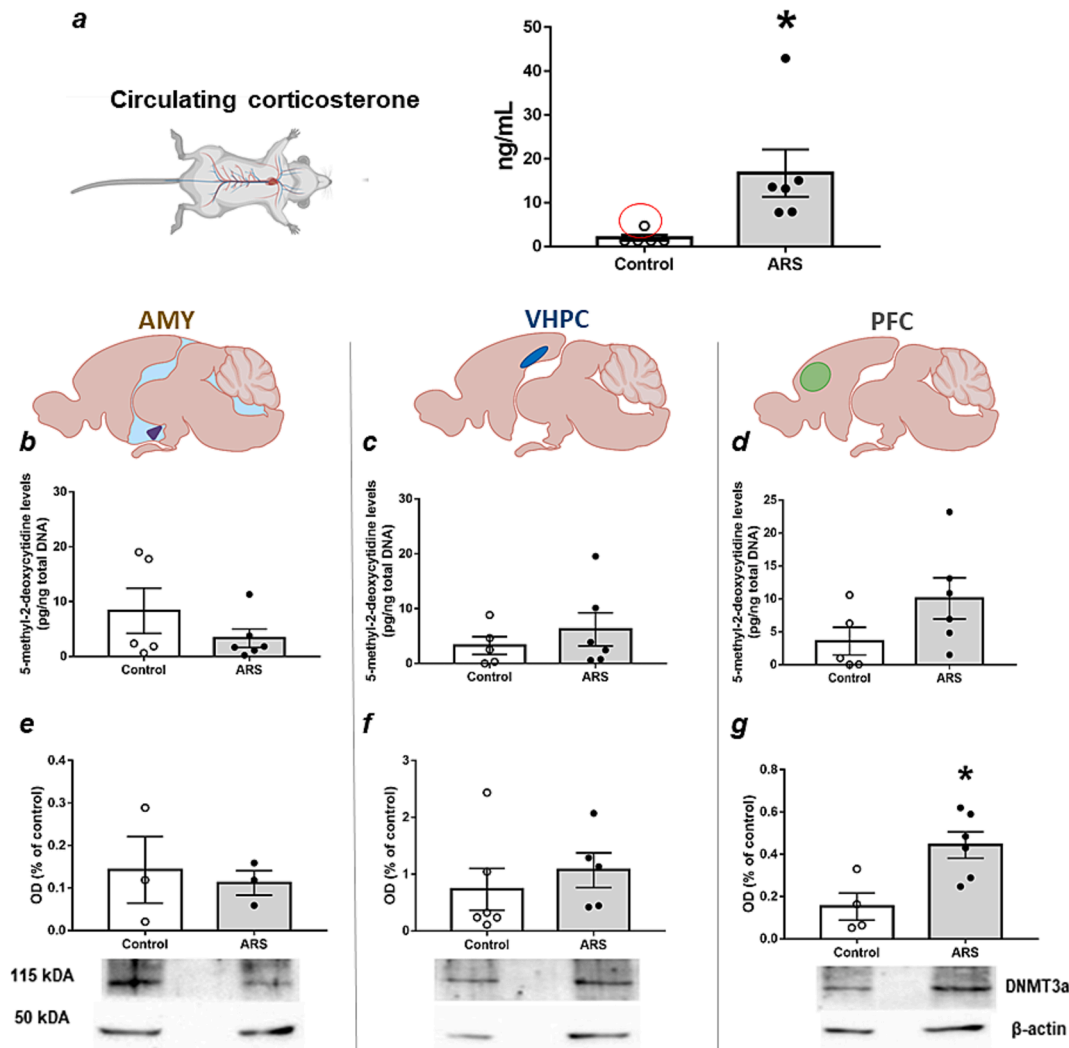 a
Circulating corticosterone
ng/mL
50
40
30
20
10
0
*
Control
ARS
AMY
VHPC
PFC
b
5-methyl-2-deoxycytidine levels
(pg/ng total DNA)
30
20
10
0
Control
ARS
c
5-methyl-2-deoxycytidine levels
(pg/ng total DNA)
30
20
10
0
Control
ARS
d
5-methyl-2-deoxycytidine levels
(pg/ng total DNA)
25
20
15
10
5
0
Control
ARS
e
OD (% of control)
0.4
0.3
0.2
0.1
0.0
Control
ARS
f
OD (% of control)
3
2
1
0
Control
ARS
g
OD (% of control)
0.8
0.6
0.4
0.2
0.0
*
Control
ARS
115 kDA
DNMT3a
50 kDA
β-actin